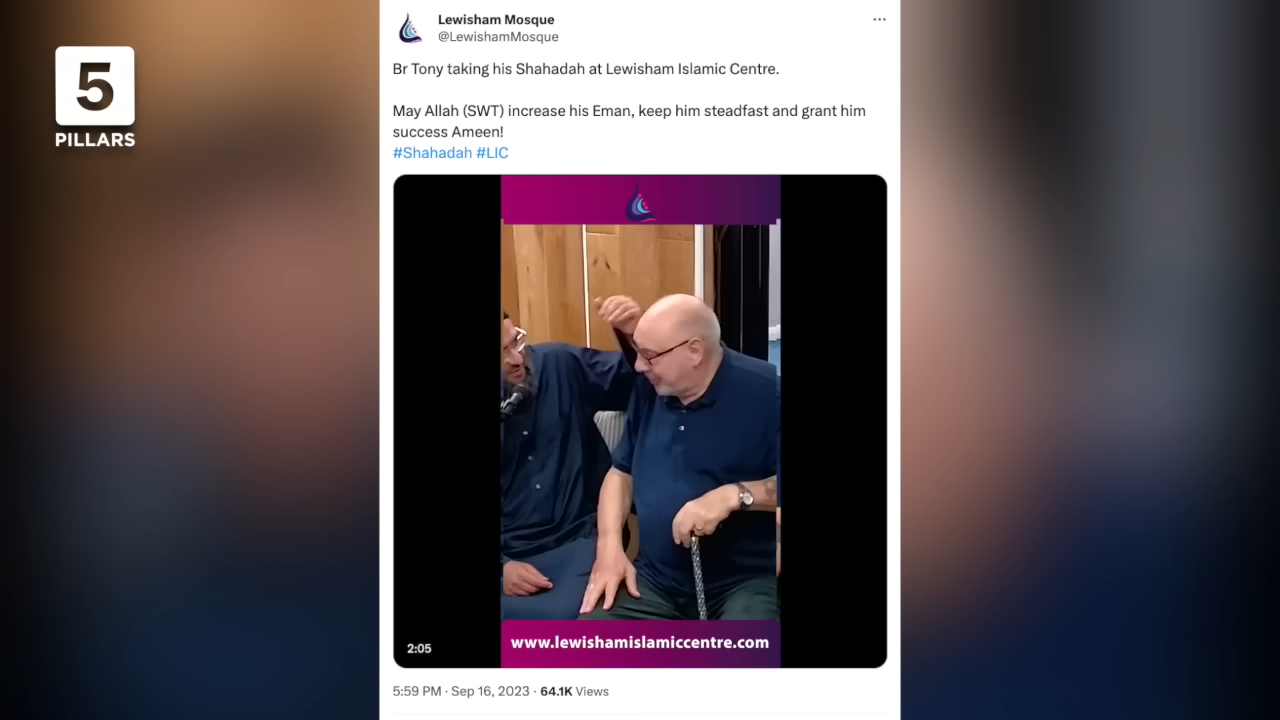 5
PILLARS
Lewisham Mosque
@LewishamMosque
Br Tony taking his Shahadah at Lewisham Islamic Centre.
May Allah (SWT) increase his Eman, keep him steadfast and grant him
success Ameen!
#Shahadah #LIC
www.lewishamislamiccentre.com
2:05
5:59 PM · Sep 16, 2023 · 64.1K Views